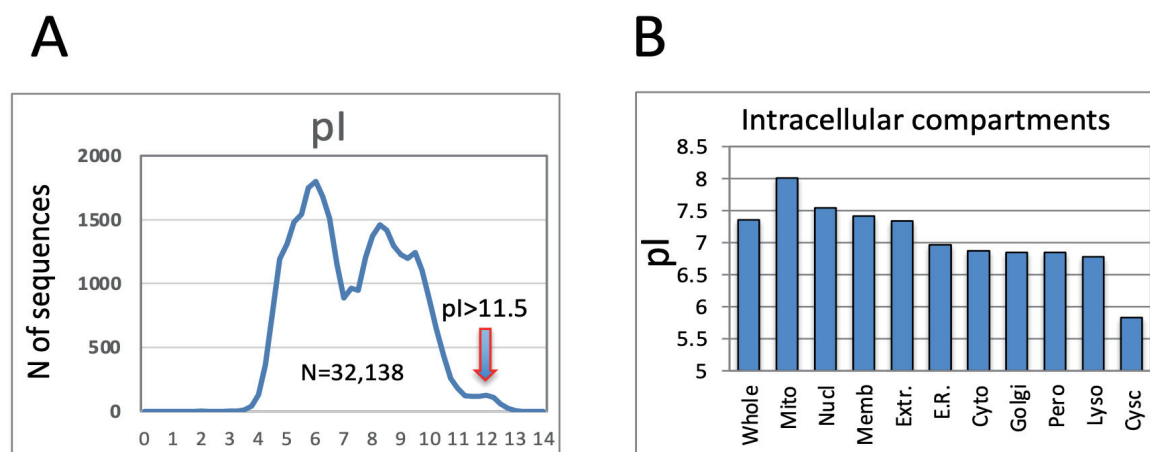 A
pI
N of sequences
2000
1500
1000
500
0
pI>11.5
N=32,138
0 1 2 3 4 5 6 7 8 9 10 11 12 13 14
B
Intracellular compartments
pI
8.5
8
7.5
7
6.5
6
5.5
5
Whole
Mito
Nucl
Memb
Extr.
E.R.
Cyto
Golgi
Pero
Lyso
Cysc